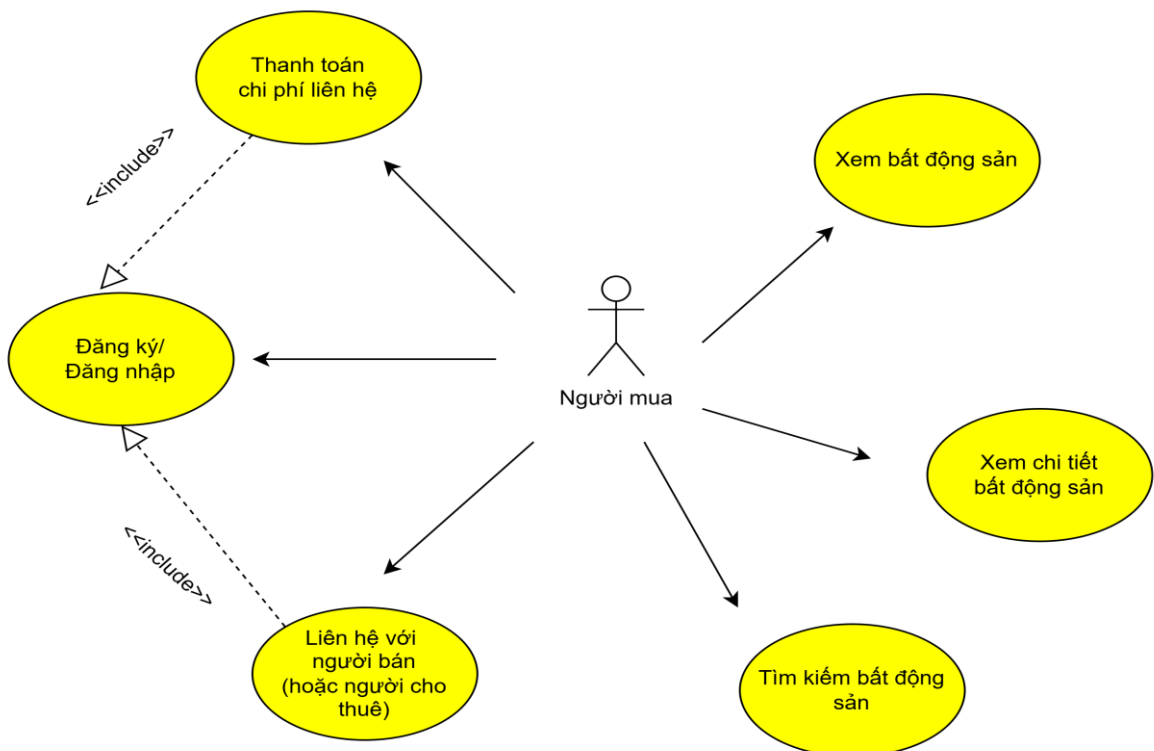 Thanh toán
chi phí liên hệ
<<include>>
Xem bất động sản
Đăng ký/
Đăng nhập
Người mua
Xem chi tiết
bất động sản
<<include>>
Liên hệ với
người bán
(hoặc người cho
thuê)
Tìm kiếm bất động
sản